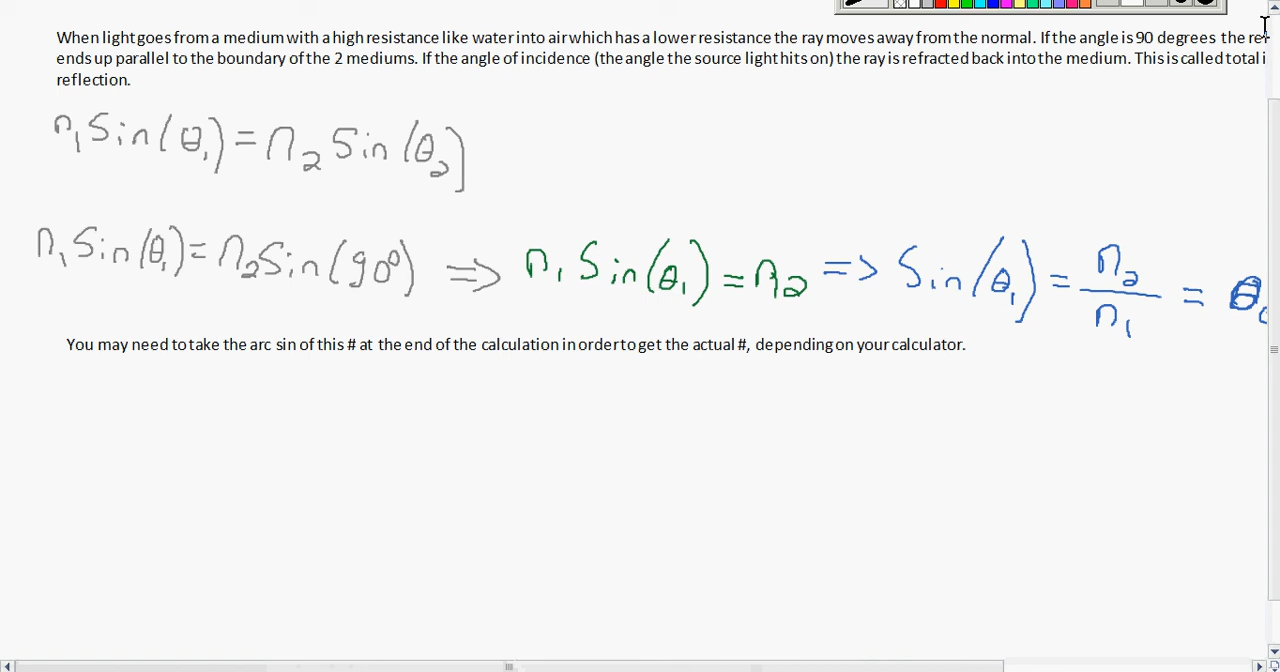 When light goes from a medium with a high resistance like water into air which has a lower resistance the ray moves away from the normal. If the angle is 90 degrees the
ends up parallel to the boundary of the 2 mediums. If the angle of incidence (the angle the source light hits on) the ray is refracted back into the medium. This is called total
reflection.
n₁ Sin(θ₁) = n₂ Sin(θ₂)
n₁ Sin(θ₁) = n₂ Sin(90°) => n₁ Sin(θ₁) = n₂ => Sin(θ₁) = n₂/n₁ = θ
You may need to take the arc sin of this # at the end of the calculation in order to get the actual #, depending on your calculator.